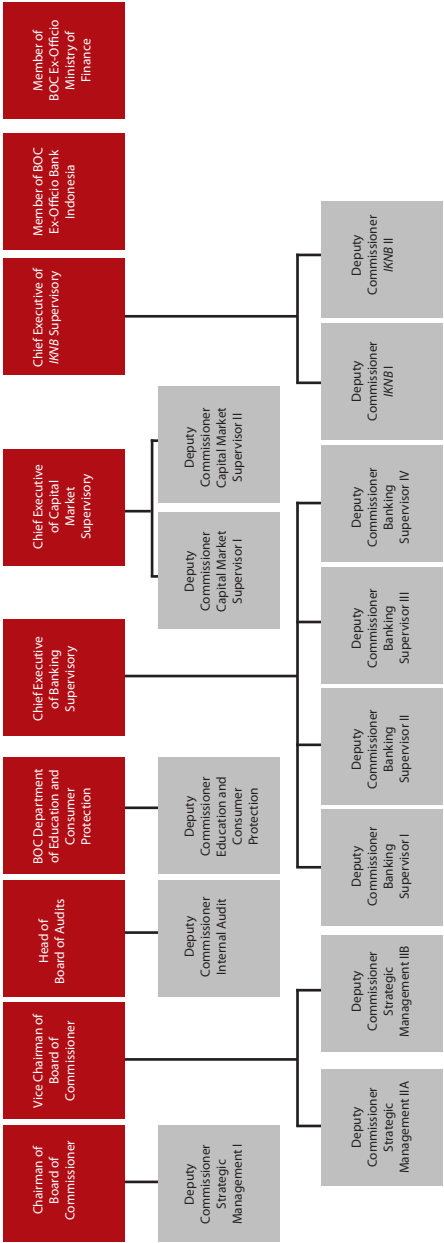 Chairman of
Board of
Commissioner
Vice Chairman of
Board of
Commissioner
Head of
Board of Audits
BOC Department
of Education and
Consumer
Protection
Chief Executive
of Banking
Supervisory
Chief Executive
of Capital
Market
Supervisory
Chief Executive of
IKNB Supervisory
Member of BOC
Ex-Officio Bank
Indonesia
Member of
BOC Ex-Officio
Ministry of
Finance
Deputy
Commissioner
Strategic
Management I
Deputy
Commissioner
Internal Audit
Deputy
Commissioner
Education and
Consumer
Protection
Deputy
Commissioner
Capital Market
Supervisor I
Deputy
Commissioner
Capital Market
Supervisor II
Deputy
Commissioner
Strategic
Management IIA
Deputy
Commissioner
Strategic
Management IIB
Deputy
Commissioner
Banking
Supervisor I
Deputy
Commissioner
Banking
Supervisor II
Deputy
Commissioner
Banking
Supervisor III
Deputy
Commissioner
Banking
Supervisor IV
Deputy
Commissioner
IKNB I
Deputy
Commissioner
IKNB II